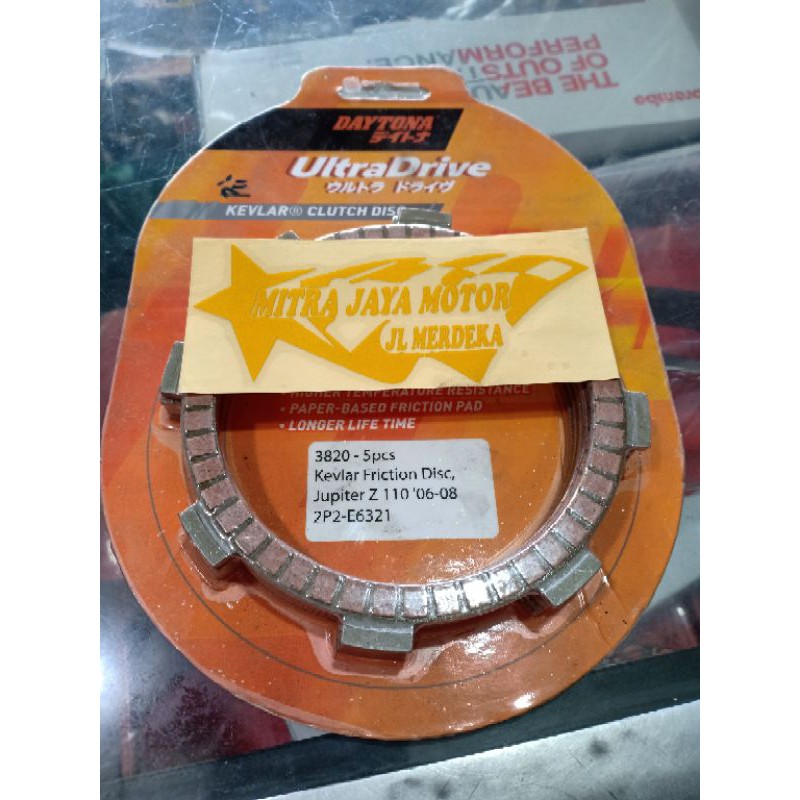 THE BEAU
OF OUTST
PERFORMANCE.
DAYTONA
デイトナ
UltraDrive
ウルトラ ドライヴ
KEVLAR® CLUTCH DISC
MITRA JAYA MOTOR
JL MERDEKA
• HIGHER TEMPERATURE RESISTANCE
• PAPER-BASED FRICTION PAD
• LONGER LIFE TIME
3820 - 5pcs
Kevlar Friction Disc,
Jupiter Z 110 '06-08
2P2-E6321